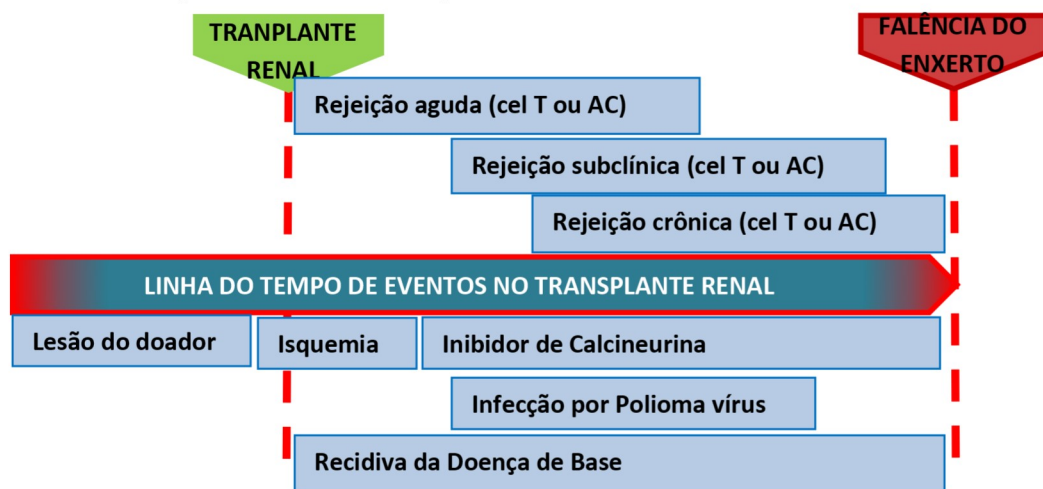 TRANPLANTE
RENAL
FALÊNCIA DO
ENXERTO
Rejeição aguda (cel T ou AC)
Rejeição subclínica (cel T ou AC)
Rejeição crônica (cel T ou AC)
LINHA DO TEMPO DE EVENTOS NO TRANSPLANTE RENAL
Lesão do doador
Isquemia
Inibidor de Calcineurina
Infecção por Polioma vírus
Recidiva da Doença de Base